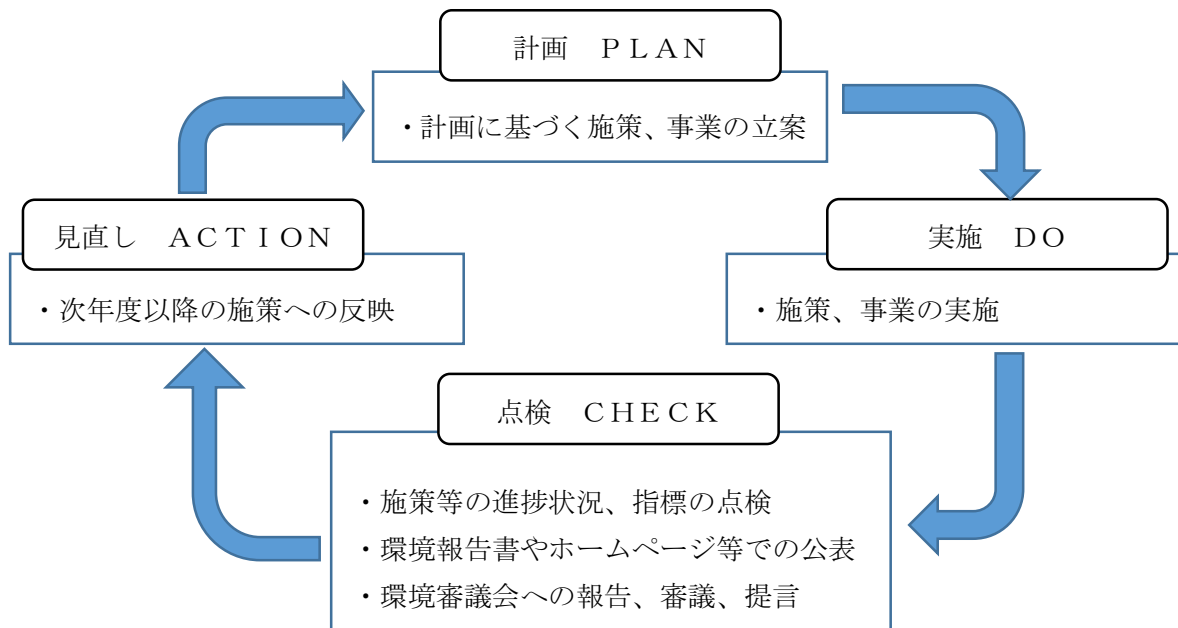 計画　ＰＬＡＮ
・計画に基づく施策、事業の立案
見直し　ＡＣＴＩＯＮ
・次年度以降の施策への反映
実施　ＤＯ
・施策、事業の実施
点検　ＣＨＥＣＫ
・施策等の進捗状況、指標の点検
・環境報告書やホームページ等での公表
・環境審議会への報告、審議、提言